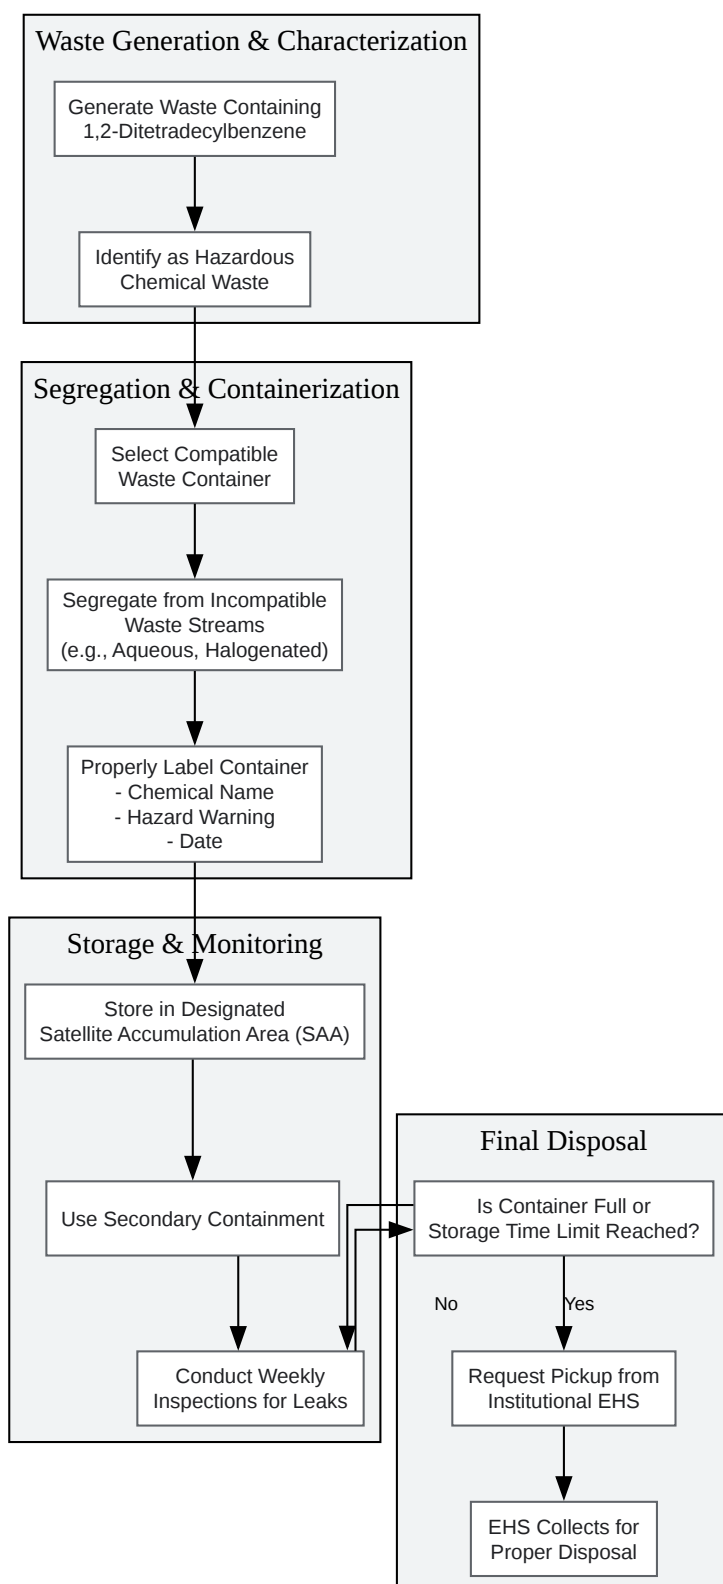 Waste Generation & Characterization
Generate Waste Containing
1,2-Ditetradecylbenzene
Identify as Hazardous
Chemical Waste
Segregation & Containerization
Select Compatible
Waste Container
Segregate from Incompatible
Waste Streams
(e.g., Aqueous, Halogenated)
Properly Label Container
- Chemical Name
- Hazard Warning
- Date
Storage & Monitoring
Store in Designated
Satellite Accumulation Area (SAA)
Use Secondary Containment
Conduct Weekly
Inspections for Leaks
Final Disposal
Is Container Full or
Storage Time Limit Reached?
No
Yes
Request Pickup from
Institutional EHS
EHS Collects for
Proper Disposal